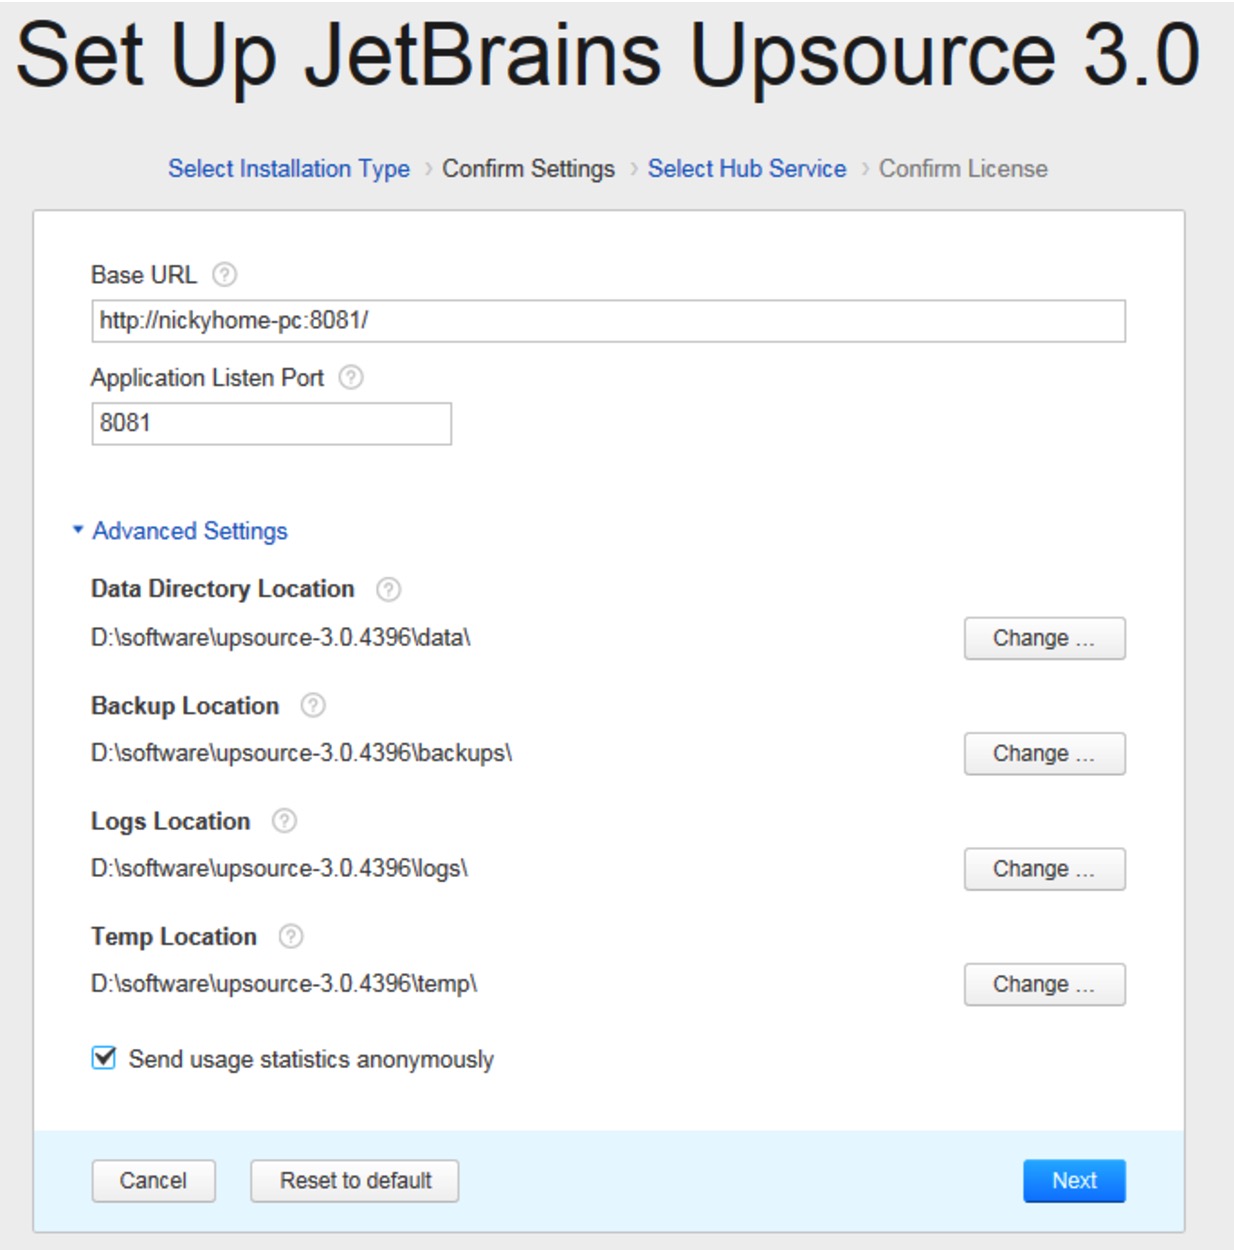 Set Up JetBrains Upsource 3.0
Select Installation Type › Confirm Settings › Select Hub Service › Confirm License
Base URL ?
http://nickyhome-pc:8081/
Application Listen Port ?
8081
Advanced Settings
Data Directory Location ?
D:\software\upsource-3.0.4396\data\ Change ...
Backup Location ?
D:\software\upsource-3.0.4396\backups\ Change ...
Logs Location ?
D:\software\upsource-3.0.4396\logs\ Change ...
Temp Location ?
D:\software\upsource-3.0.4396\temp\ Change ...
Send usage statistics anonymously
Cancel Reset to default Next